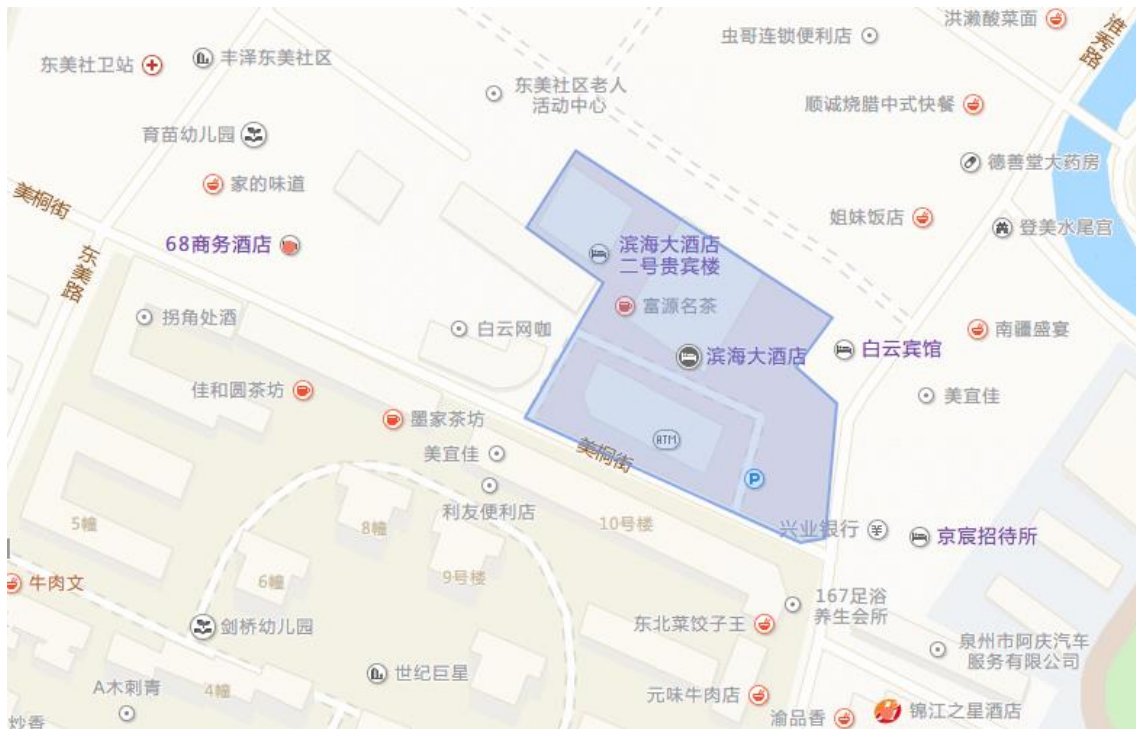 洪濑酸菜面
淮秀路
虫哥连锁便利店
东美社卫站
丰泽东美社区
东美社区老人
活动中心
顺诚烧腊中式快餐
育苗幼儿园
德善堂大药房
家的味道
美桐街
姐妹饭店
登美水尾宫
68商务酒店
滨海大酒店
二号贵宾楼
东美路
富源名茶
拐角处酒
白云网咖
南疆盛宴
滨海大酒店
白云宾馆
佳和圆茶坊
美宜佳
墨家茶坊
ATM
美宜佳
美桐街
P
利友便利店
5幢
8幢
10号楼
兴业银行
京宸招待所
9号楼
6幢
牛肉文
167足浴
养生会所
剑桥幼儿园
东北菜饺子王
泉州市阿庆汽车
服务有限公司
世纪巨星
A木刺青
4幢
元味牛肉店
渝品香
锦江之星酒店
炒香